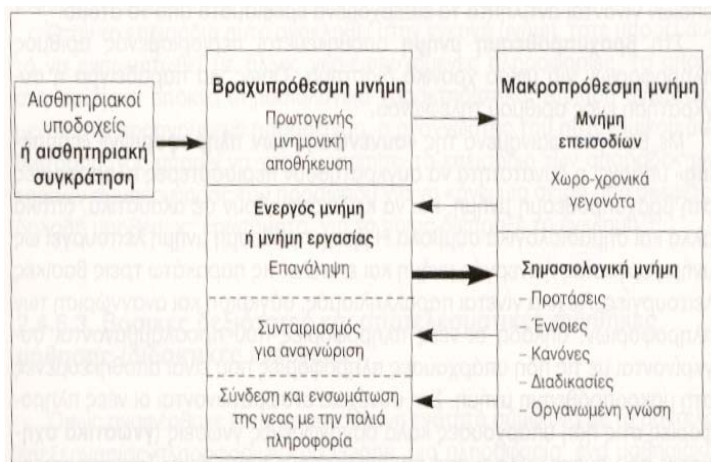 Αισθητηριακοί
υποδοχείς
ή αισθητηριακή
συγκράτηση
Βραχυπρόθεσμη μνήμη
Πρωτογενής
μνημονική
αποθήκευση
Ενεργός μνήμη
ή μνήμη εργασίας
Επανάληψη
Συνταιριασμός
για αναγνώριση
Σύνδεση και ενσωμάτωση
της νεας με την παλιά
πληροφορία
Μακροπρόθεσμη μνήμη
Μνήμη
επεισοδίων
Χωρο-χρονικά
γεγονότα
Σημασιολογική μνήμη
- Προτάσεις
- Έννοιες
- Κανόνες
- Διαδικασίες
- Οργανωμένη γνώση